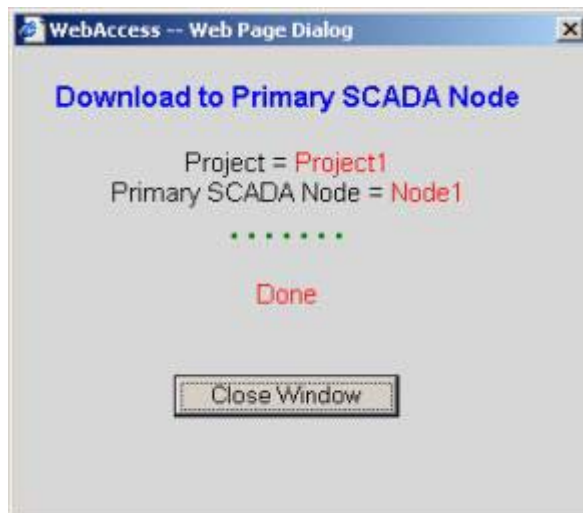 WebAccess -- Web Page Dialog
Download to Primary SCADA Node
Project = Project1
Primary SCADA Node = Node1
.......
Done
Close Window